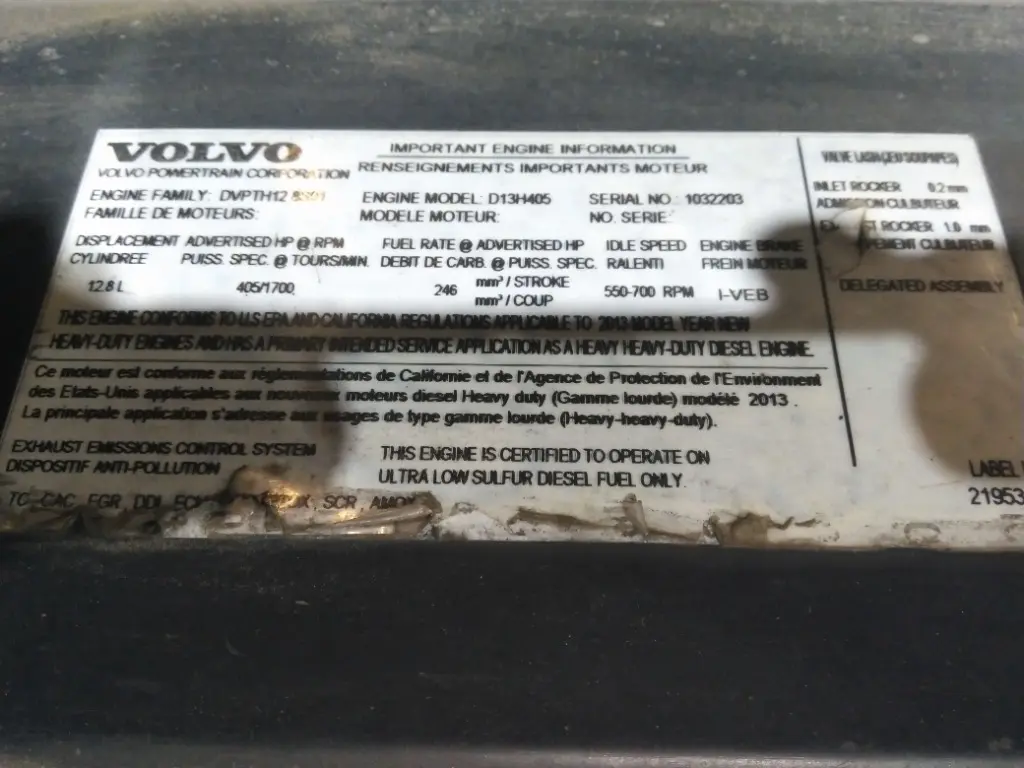 VOLVO
VOLVO POWERTRAIN CORPORATION
IMPORTANT ENGINE INFORMATION
RENSEIGNEMENTS IMPORTANTS MOTEUR
ENGINE FAMILY: DVPTH12
FAMILLE DE MOTEURS:
ENGINE MODEL: D13H405
MODELE MOTEUR:
SERIAL NO.: 1032203
NO. SERIE:
DISPLACEMENT ADVERTISED HP @ RPM FUEL RATE @ ADVERTISED HP IDLE SPEED ENGINE BRAKE
CYLINDREE PUISS. SPEC. @ TOURS/MIN. DEBIT DE CARB. @ PUISS. SPEC. RALENTI FREIN MOTEUR
12.8 L 405/1700 246 mm³ / STROKE 550-700 RPM I-VEB
mm³ / COUP
THIS ENGINE CONFORMS TO U.S EPA AND CALIFORNIA REGULATIONS APPLICABLE TO 2013 MODEL YEAR NEW
HEAVY-DUTY ENGINES AND HAS A PRIMARY INTENDED SERVICE APPLICATION AS A HEAVY HEAVY-DUTY DIESEL ENGINE.
Ce moteur est conforme aux réglementations de Californie et de l'Agence de Protection de l'Environment
des Etats-Unis applicables aux nouveaux moteurs diesel Heavy duty (Gamme lourde) modélé 2013 .
La principale application s'adresse aux usages de type gamme lourde (Heavy-heavy-duty).
EXHAUST EMISSIONS CONTROL SYSTEM
DISPOSITIF ANTI-POLLUTION
TC, CAC, EGR, DDI, SCR,
THIS ENGINE IS CERTIFIED TO OPERATE ON
ULTRA LOW SULFUR DIESEL FUEL ONLY
VALVE LASH (JEU SOUPAPES)
INLET ROCKER 0.2 mm
ADMISSION CULBUTEUR
ROCKER 1.0 mm
CULBUTEUR
DELEGATED ASSEMBLY
LABEL
21953